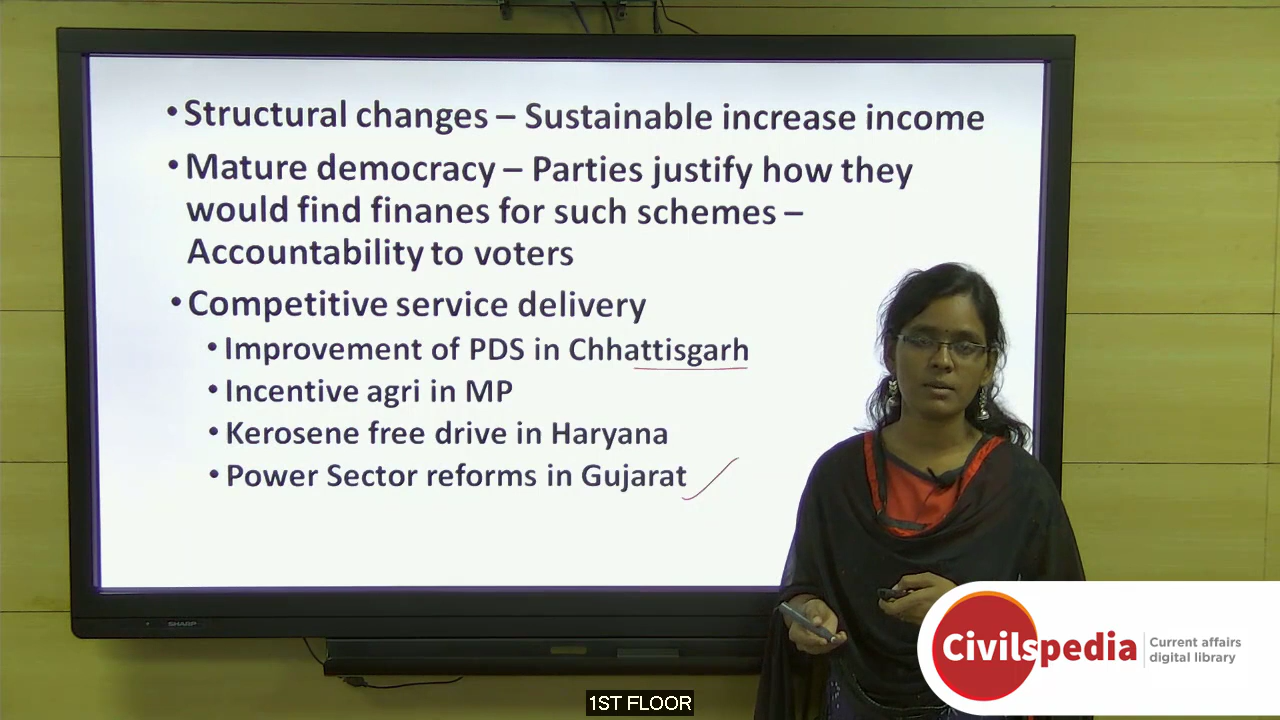 • Structural changes – Sustainable increase income
• Mature democracy – Parties justify how they
would find finanes for such schemes –
Accountability to voters
• Competitive service delivery
• Improvement of PDS in Chhattisgarh
• Incentive agri in MP
• Kerosene free drive in Haryana
• Power Sector reforms in Gujarat
SHARP
Civilspedia
Current affairs
digital library
1ST FLOOR